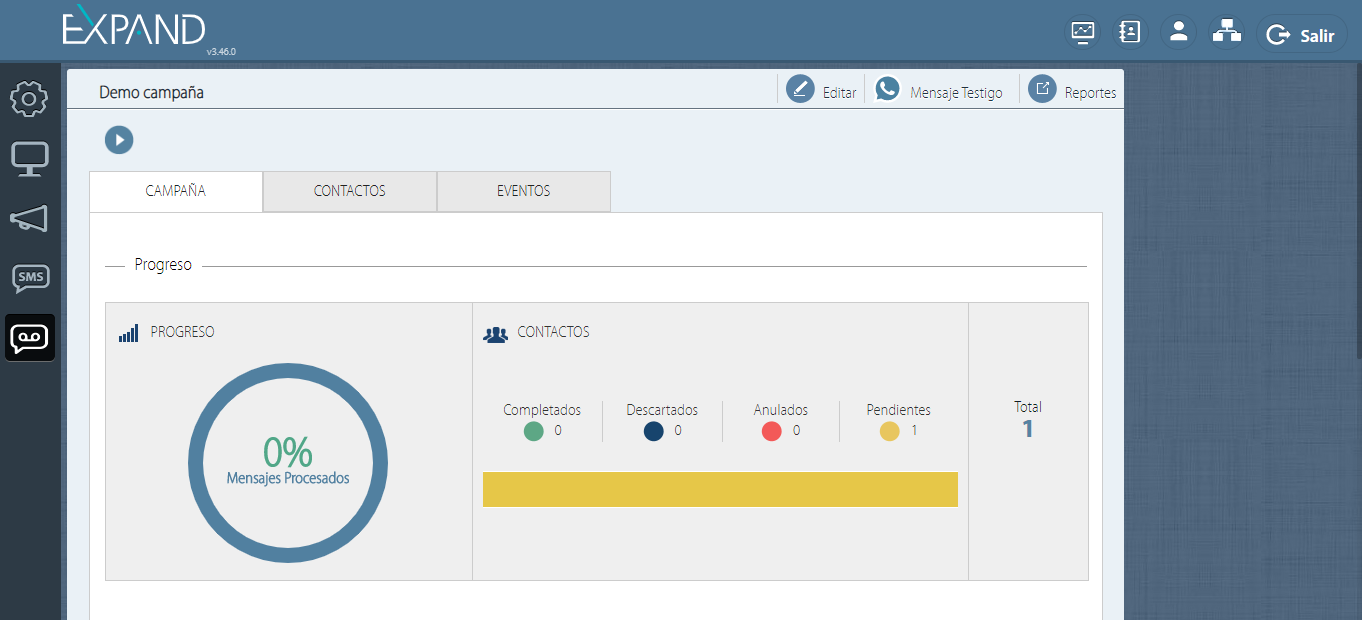 EXPAND
v3.46.0
Salir
Demo campaña
Editar
Mensaje Testigo
Reportes
SMS
CAMPAÑA
CONTACTOS
EVENTOS
Progreso
PROGRESO
0%
Mensajes Procesados
CONTACTOS
Completados
0
Descartados
0
Anulados
0
Pendientes
1
Total
1